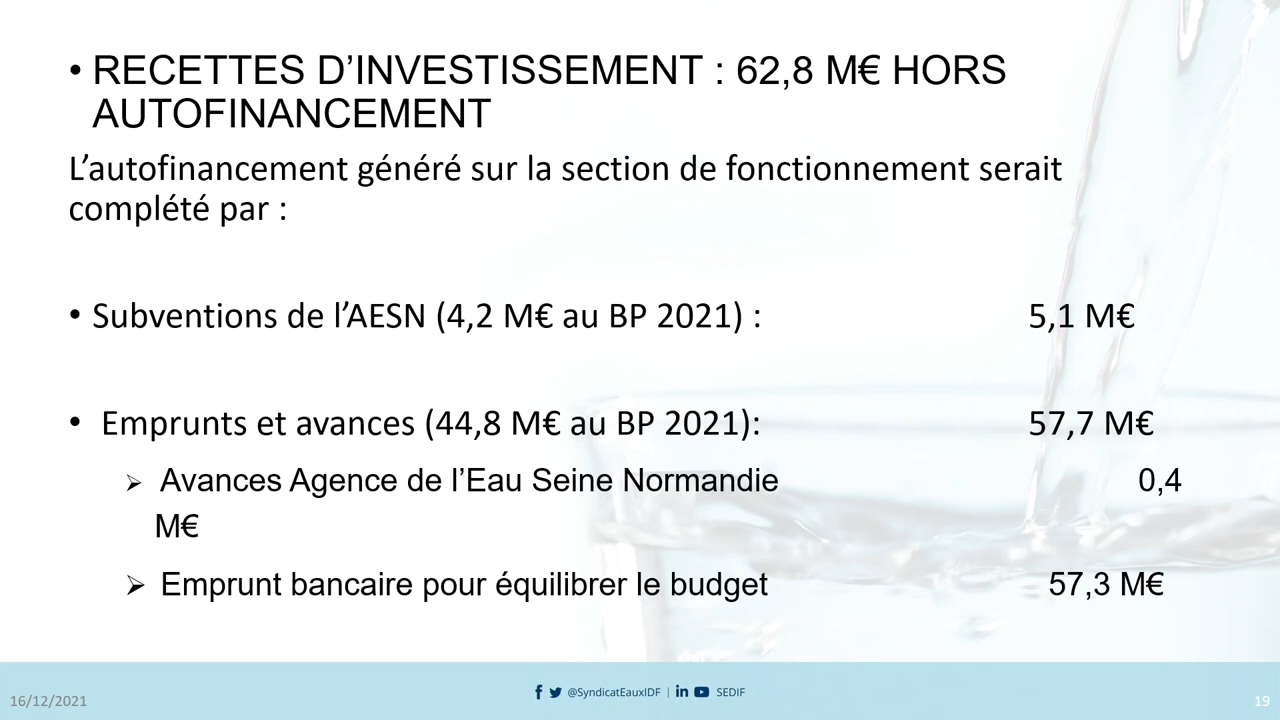 • RECETTES D’INVESTISSEMENT : 62,8 M€ HORS
AUTOFINANCEMENT
L’autofinancement généré sur la section de fonctionnement serait
complété par :
• Subventions de l’AESN (4,2 M€ au BP 2021) : 5,1 M€
• Emprunts et avances (44,8 M€ au BP 2021): 57,7 M€
➢ Avances Agence de l’Eau Seine Normandie 0,4
M€
➢ Emprunt bancaire pour équilibrer le budget 57,3 M€
16/12/2021 @SyndicatEauxIDF | SEDIF 19